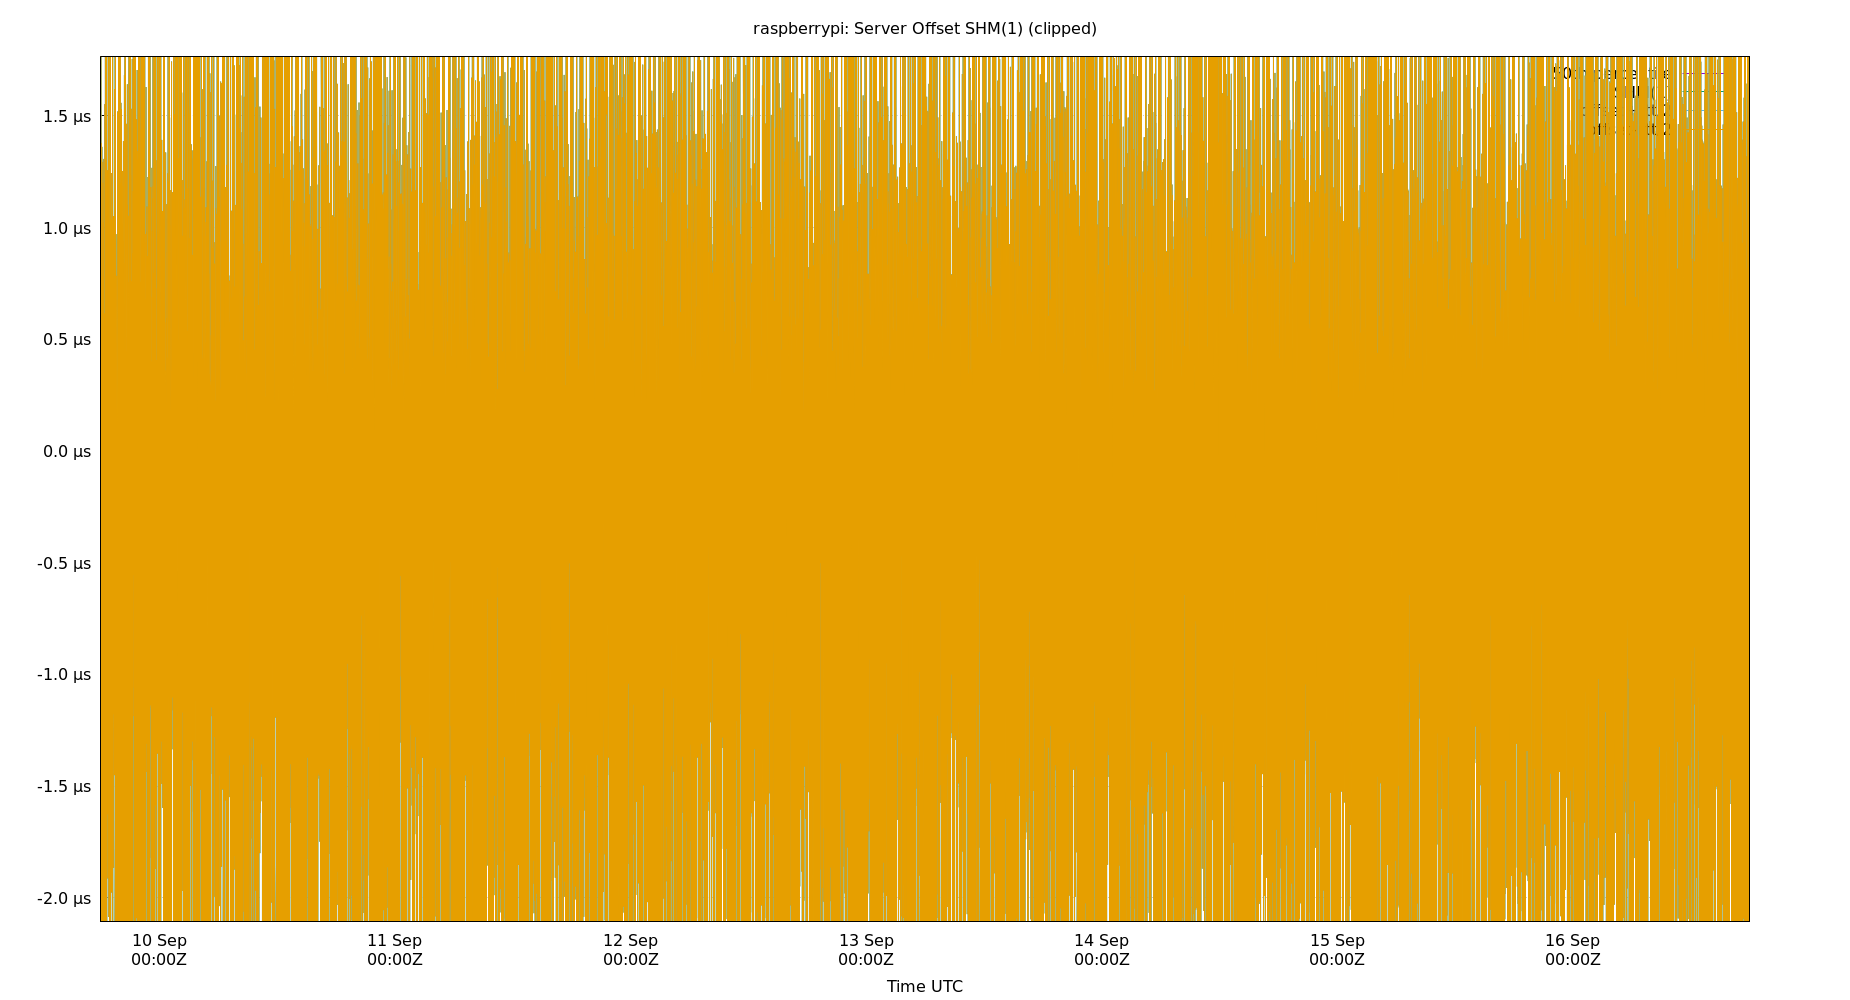 raspberrypi: Server Offset SHM(1) (clipped)
1.5 µs
1.0 µs
0.5 µs
0.0 µs
-0.5 µs
-1.0 µs
-1.5 µs
-2.0 µs
10 Sep 11 Sep 12 Sep 13 Sep 14 Sep 15 Sep 16 Sep
00:00Z 00:00Z 00:00Z 00:00Z 00:00Z 00:00Z 00:00Z
Time UTC